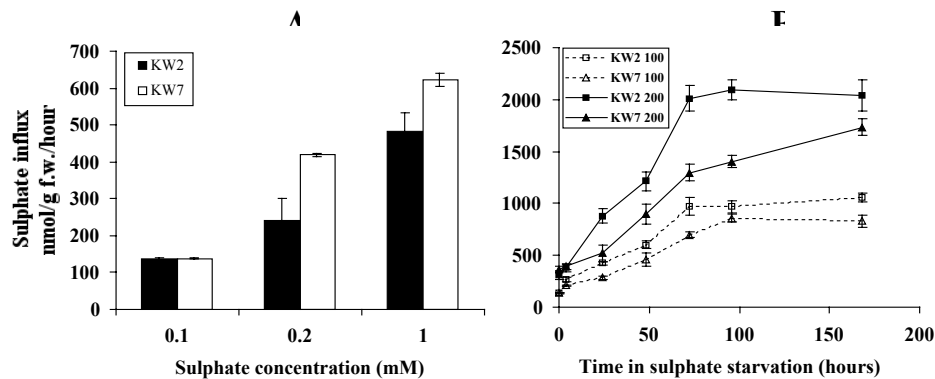 700
600
500
400
300
200
100
0
KW2
KW7
Sulphate influx
nmol/g f.w./hour
0.1 0.2 1
Sulphate concentration (mM)
2500
2000
1500
1000
500
0
KW2 100
KW7 100
KW2 200
KW7 200
0 50 100 150 200
Time in sulphate starvation (hours)